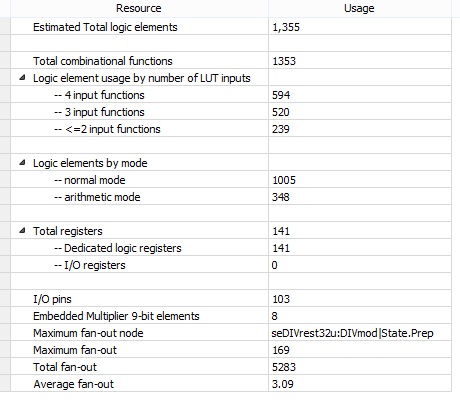 Resource Usage
Estimated Total logic elements 1,355
Total combinational functions 1353
Logic element usage by number of LUT inputs
-- 4 input functions 594
-- 3 input functions 520
-- <=2 input functions 239
Logic elements by mode
-- normal mode 1005
-- arithmetic mode 348
Total registers 141
-- Dedicated logic registers 141
-- I/O registers 0
I/O pins 103
Embedded Multiplier 9-bit elements 8
Maximum fan-out node seDIVrest32u:DIVmod|State.Prep
Maximum fan-out 169
Total fan-out 5283
Average fan-out 3.09